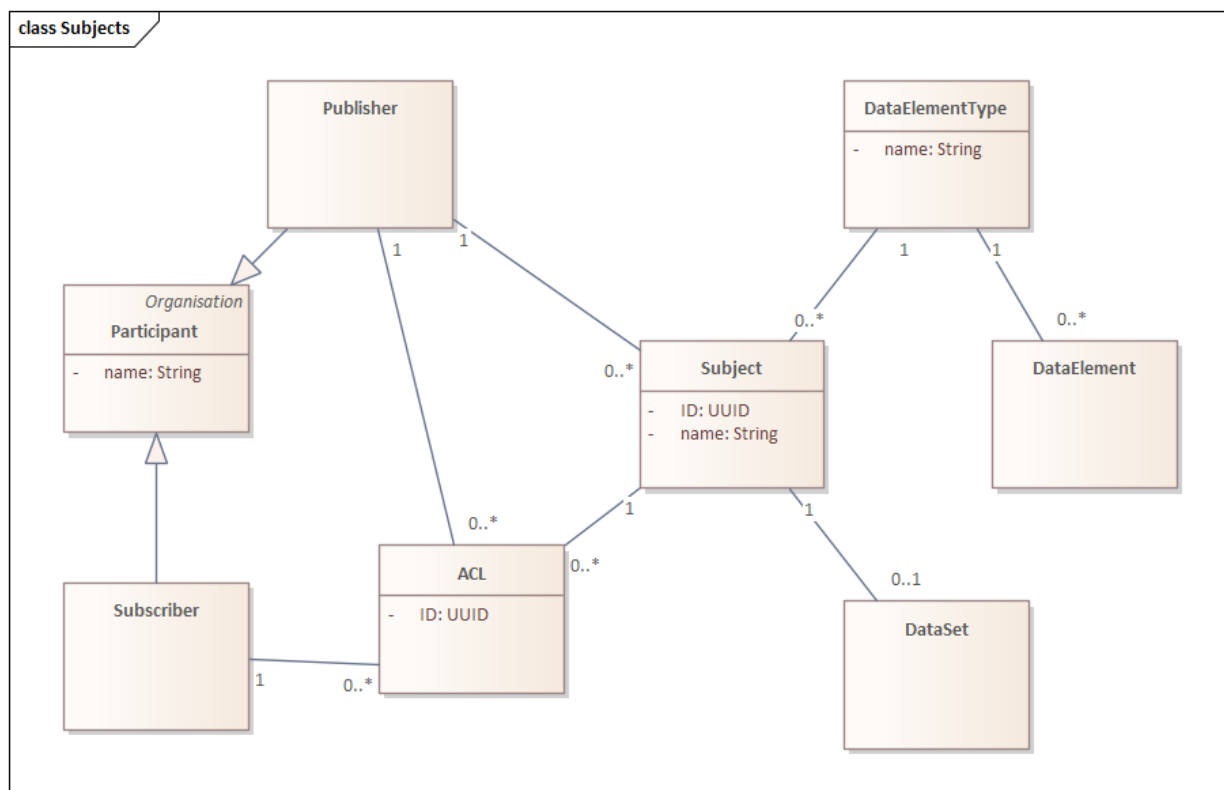 class Subjects
Publisher
DataElementType
- name: String
1
1
1
1
Organisation
Participant
- name: String
0..*
0..*
0..*
Subject
- ID: UUID
- name: String
DataElement
1
1
0..*
0..*
ACL
- ID: UUID
0..1
Subscriber
DataSet
1
0..*